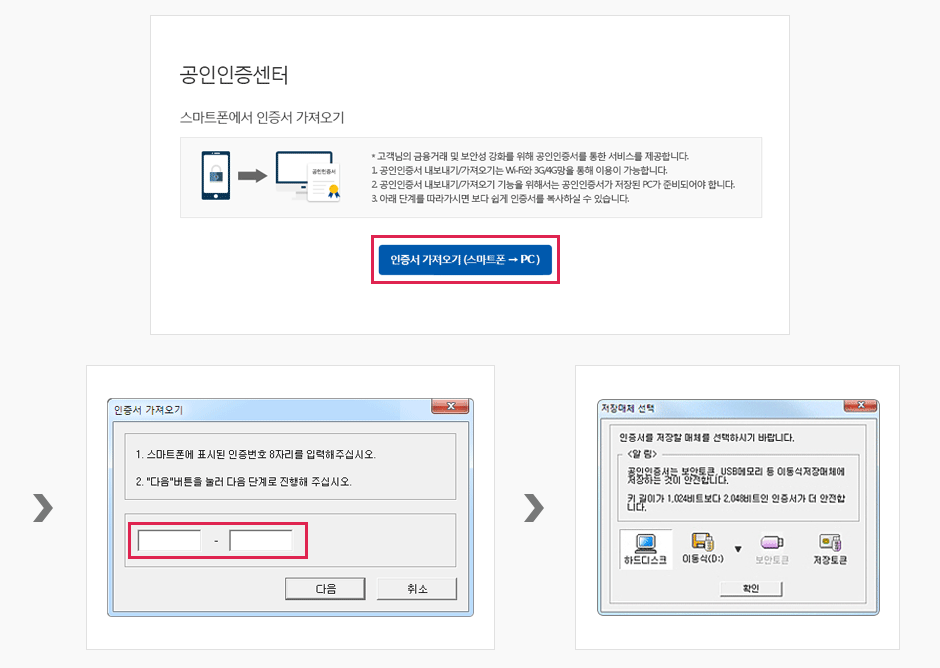 공인인증센터
스마트폰에서 인증서 가져오기
공인인증서
* 고객님의 금융거래 및 보안성 강화를 위해 공인인증서를 통한 서비스를 제공합니다.
1. 공인인증서 내보내기/가져오기는 Wi-Fi와 3G/4G망을 통해 이용이 가능합니다.
2. 공인인증서 내보내기/가져오기 기능을 위해서는 공인인증서가 저장된 PC가 준비되어야 합니다.
3. 아래 단계를 따라가시면 보다 쉽게 인증서를 복사하실 수 있습니다.
인증서 가져오기 (스마트폰 → PC )
인증서 가져오기
1. 스마트폰에 표시된 인증번호 8자리를 입력해주십시오.
2. "다음"버튼을 눌러 다음 단계로 진행해 주십시오.
-
다음 취소
저장매체 선택
인증서를 저장할 매체를 선택하시기 바랍니다.
<알 림>
공인인증서는 보안토큰, USB메모리 등 이동식저장매체에
저장하는 것이 안전합니다.
키 길이가 1,024비트보다 2,048비트인 인증서가 더 안전합
니다.
하드디스크 이동식(D:) 보안토큰 저장토큰
확인